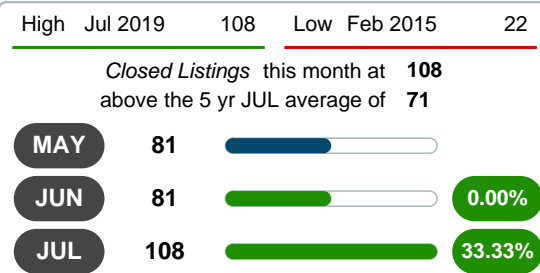 High Jul 2019 108 Low Feb 2015 22
Closed Listings this month at 108
above the 5 yr JUL average of 71
MAY 81
JUN 81 0.00%
JUL 108 33.33%